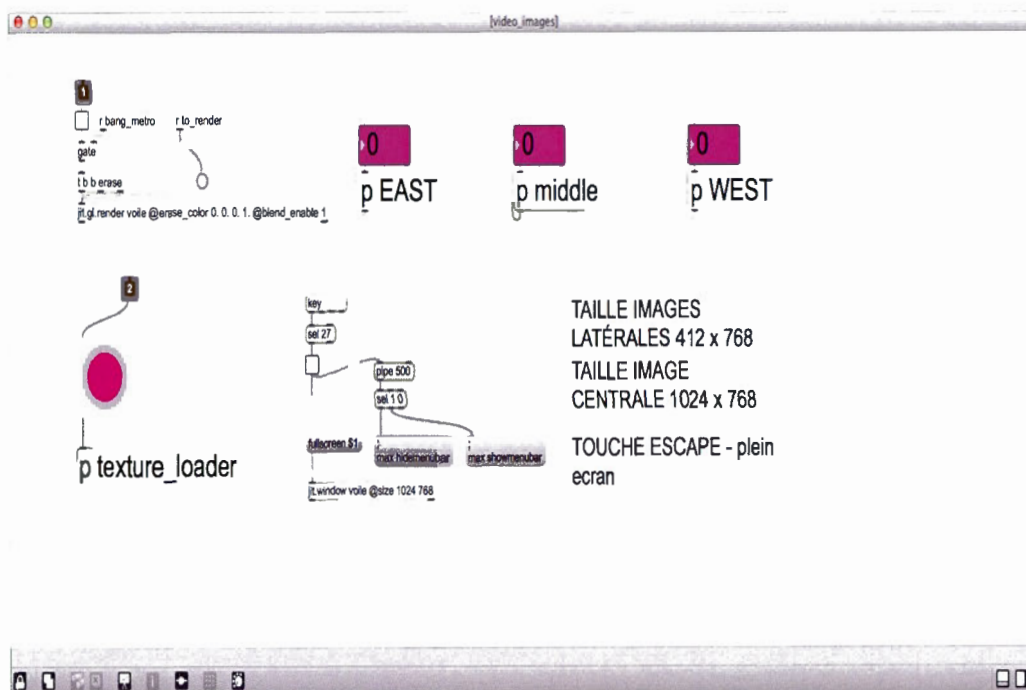 [video_images]
1
r bang_metro
r to_render
gate
t b b erase
jit.gl.render voile @erase_color 0. 0. 0. 1. @blend_enable 1
0
0
0
p EAST
p middle
p WEST
2
p texture_loader
key
sel 27
pipe 500
sel 1 0
fullscreen $1
max hidemenubar
max showmenubar
jit.window voile @size 1024 768
TAILLE IMAGES
LATÉRALES 412 x 768
TAILLE IMAGE
CENTRALE 1024 x 768
TOUCHE ESCAPE - plein
ecran